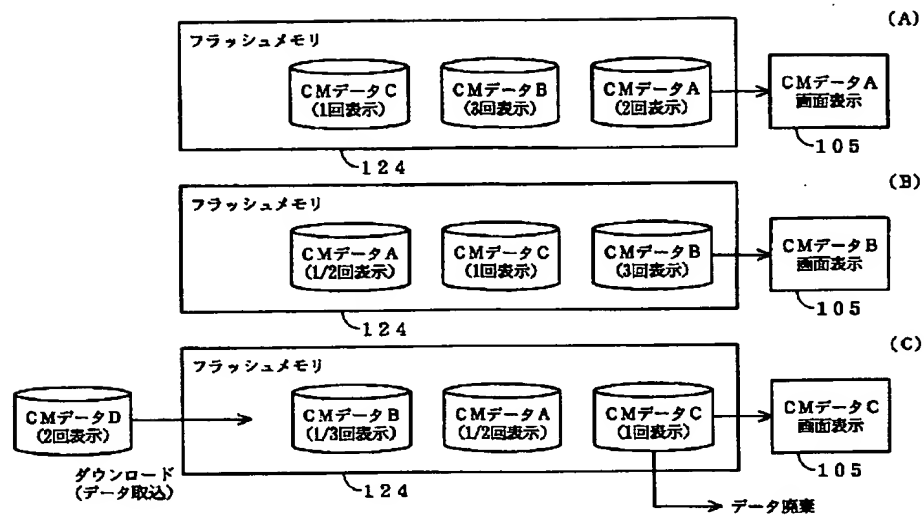 (A)
フラッシュメモリ
CMデータC
(1回表示)
CMデータB
(3回表示)
CMデータA
(2回表示)
CMデータA
画面表示
124
105
(B)
フラッシュメモリ
CMデータA
(1/2回表示)
CMデータC
(1回表示)
CMデータB
(3回表示)
CMデータB
画面表示
124
105
(C)
フラッシュメモリ
CMデータD
(2回表示)
CMデータB
(1/3回表示)
CMデータA
(1/2回表示)
CMデータC
(1回表示)
CMデータC
画面表示
ダウンロード
(データ取込)
124
105
データ廃棄